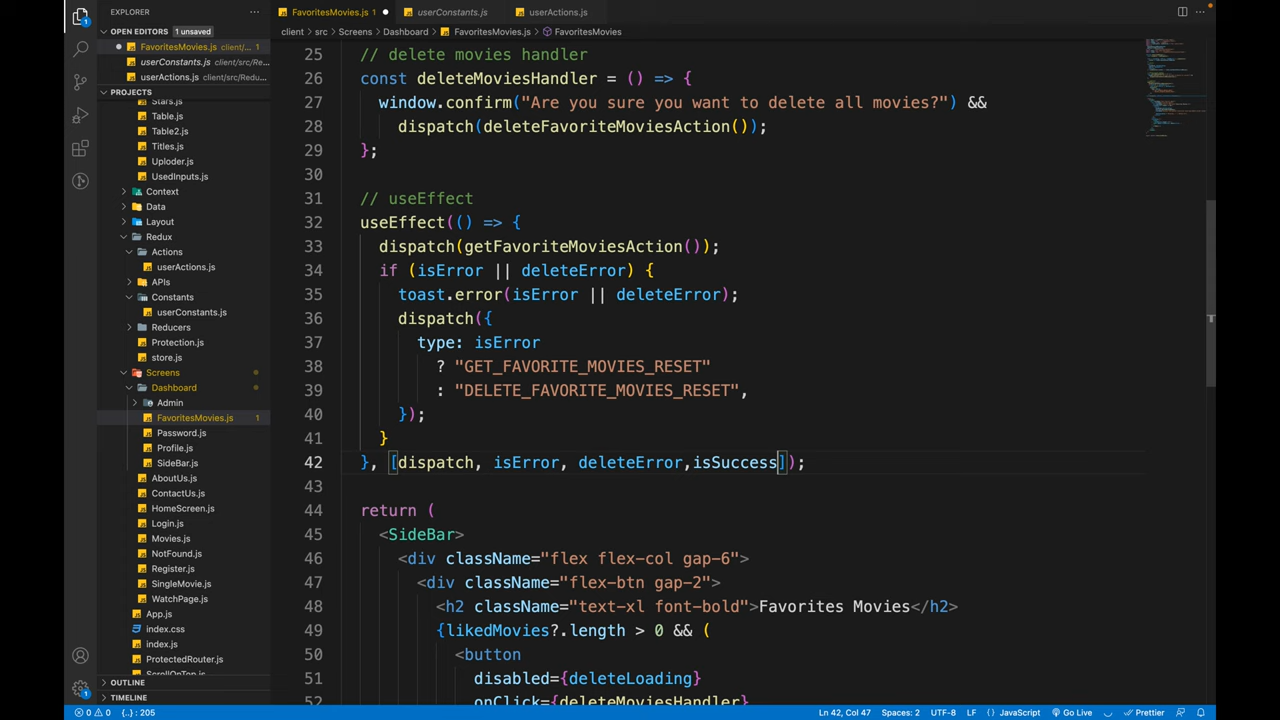 EXPLORER
FavoritesMovies.js 1
userConstants.js
userActions.js
OPEN EDITORS 1 unsaved
FavoritesMovies.js client/... 1
userConstants.js client/src/Re...
userActions.js client/src/Redu...
client > src > Screens > Dashboard > FavoritesMovies.js > FavoritesMovies
PROJECTS
Stars.js
Table.js
Table2.js
Titles.js
Uploder.js
UsedInputs.js
Context
Data
Layout
Redux
Actions
userActions.js
APIs
Constants
userConstants.js
Reducers
Protection.js
store.js
Screens
Dashboard
Admin
FavoritesMovies.js 1
Password.js
Profile.js
SideBar.js
AboutUs.js
ContactUs.js
HomeScreen.js
Login.js
Movies.js
NotFound.js
Register.js
SingleMovie.js
WatchPage.js
App.js
index.css
index.js
ProtectedRouter.js
ScrollOnTop.js
OUTLINE
TIMELINE
25 // delete movies handler
26 const deleteMoviesHandler = () => {
27 window.confirm("Are you sure you want to delete all movies?") &&
28 dispatch(deleteFavoriteMoviesAction());
29 };
30
31 // useEffect
32 useEffect(() => {
33 dispatch(getFavoriteMoviesAction());
34 if (isError || deleteError) {
35 toast.error(isError || deleteError);
36 dispatch({
37 type: isError
38 ? "GET_FAVORITE_MOVIES_RESET"
39 : "DELETE_FAVORITE_MOVIES_RESET",
40 });
41 }
42 }, [dispatch, isError, deleteError,isSuccess]);
43
44 return (
45 <SideBar>
46 <div className="flex flex-col gap-6">
47 <div className="flex-btn gap-2">
48 <h2 className="text-xl font-bold">Favorites Movies</h2>
49 {likedMovies?.length > 0 && (
50 <button
51 disabled={deleteLoading}
52 onClick={deleteMoviesHandler}
0 0 {..}: 205 Ln 42, Col 47 Spaces: 2 UTF-8 LF {} JavaScript Go Live Prettier